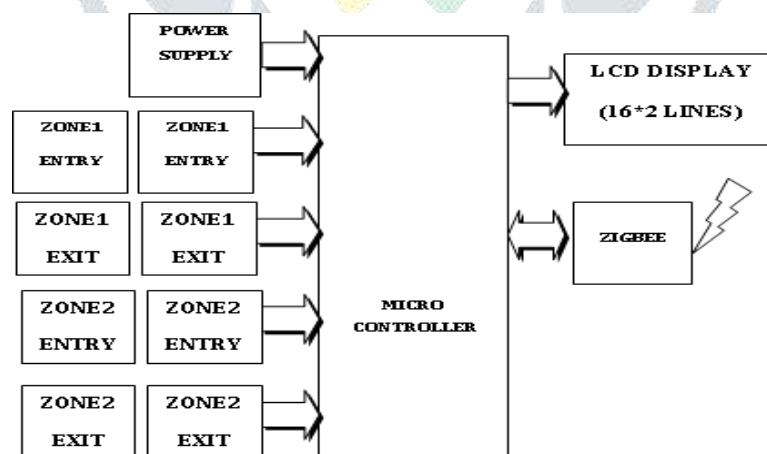 POWER
SUPPLY
LCD DISPLAY
(16*2 LINES)
ZONE1
ENTRY
ZONE1
ENTRY
ZONE1
EXIT
ZONE1
EXIT
ZIGBEE
ZONE2
ENTRY
ZONE2
ENTRY
MICRO
CONTROLLER
ZONE2
EXIT
ZONE2
EXIT